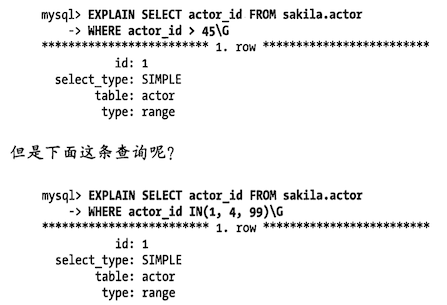 mysql> EXPLAIN SELECT actor_id FROM sakila.actor
-> WHERE actor_id > 45\G
************************ 1. row ************************
id: 1
select_type: SIMPLE
table: actor
type: range
但是下面这条查询呢？
mysql> EXPLAIN SELECT actor_id FROM sakila.actor
-> WHERE actor_id IN(1, 4, 99)\G
************************ 1. row ************************
id: 1
select_type: SIMPLE
table: actor
type: range